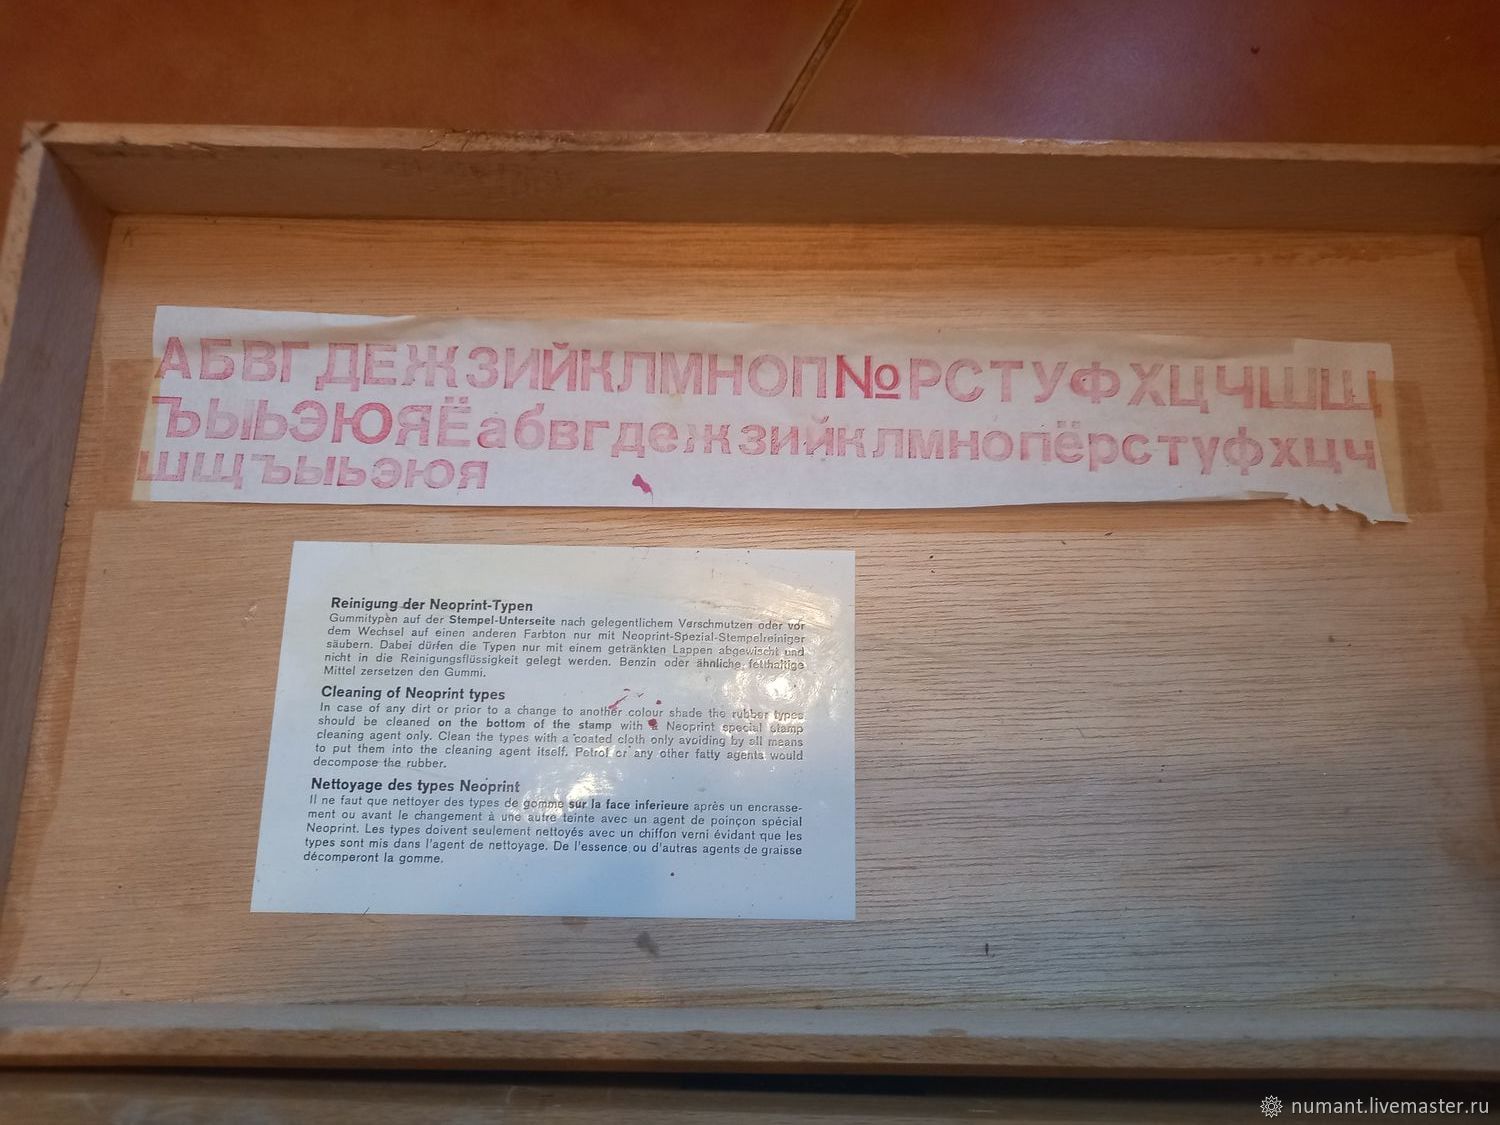 АБВГДЕЖЗИЙКЛМНОП№РСТУФХЦЧШЩ
ЪЫЬЭЮЯЁабвгдежзийклмнопёрстуфхцч
шщъыьэюя
Reinigung der Neoprint-Typen
Gummitypen auf der Stempel-Unterseite nach gelegentlichem Verschmutzen oder vor
dem Wechsel auf einen anderen Farbton nur mit Neoprint-Spezial-Stempelreiniger
säubern. Dabei dürfen die Typen nur mit einem getränkten Lappen abgewischt und
nicht in die Reinigungsflüssigkeit gelegt werden. Benzin oder ähnliche fetthaltige
Mittel zersetzen den Gummi.
Cleaning of Neoprint types
In case of any dirt or prior to a change to another colour shade the rubber types
should be cleaned on the bottom of the stamp with a Neoprint special stamp
cleaning agent only. Clean the types with a coated cloth only avoiding by all means
to put them into the cleaning agent itself. Petrol or any other fatty agents would
decompose the rubber.
Nettoyage des types Neoprint
Il ne faut que nettoyer des types de gomme sur la face inferieure après un encrasse-
ment ou avant le changement à une autre teinte avec un agent de poinçon spécial
Neoprint. Les types doivent seulement nettoyés avec un chiffon verni évidant que les
types sont mis dans l'agent de nettoyage. De l'essence ou d'autres agents de graisse
décomperont la gomme.
numant.livemaster.ru